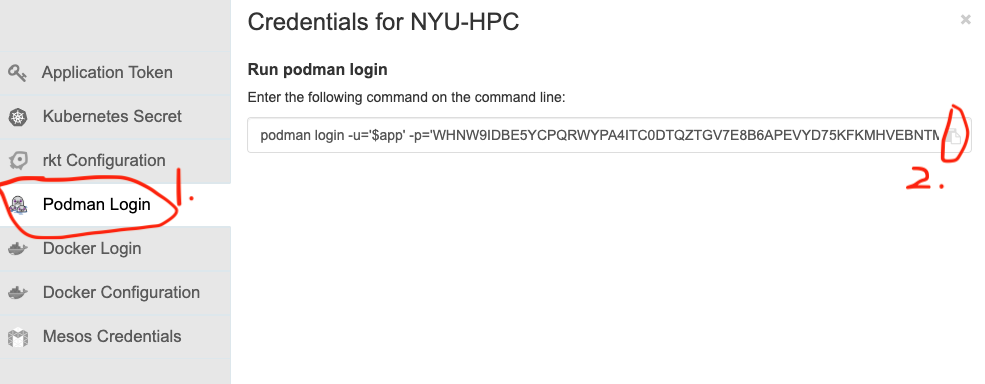 Credentials for NYU-HPC
×
Application Token
Kubernetes Secret
rkt Configuration
Podman Login
1.
Docker Login
Docker Configuration
Mesos Credentials
Run podman login
Enter the following command on the command line:
podman login -u='$app' -p='WHNW9IDBE5YCPQRWYPA4ITC0DTQZTGV7E8B6APEVYD75KFKMHVEBNTM
2.